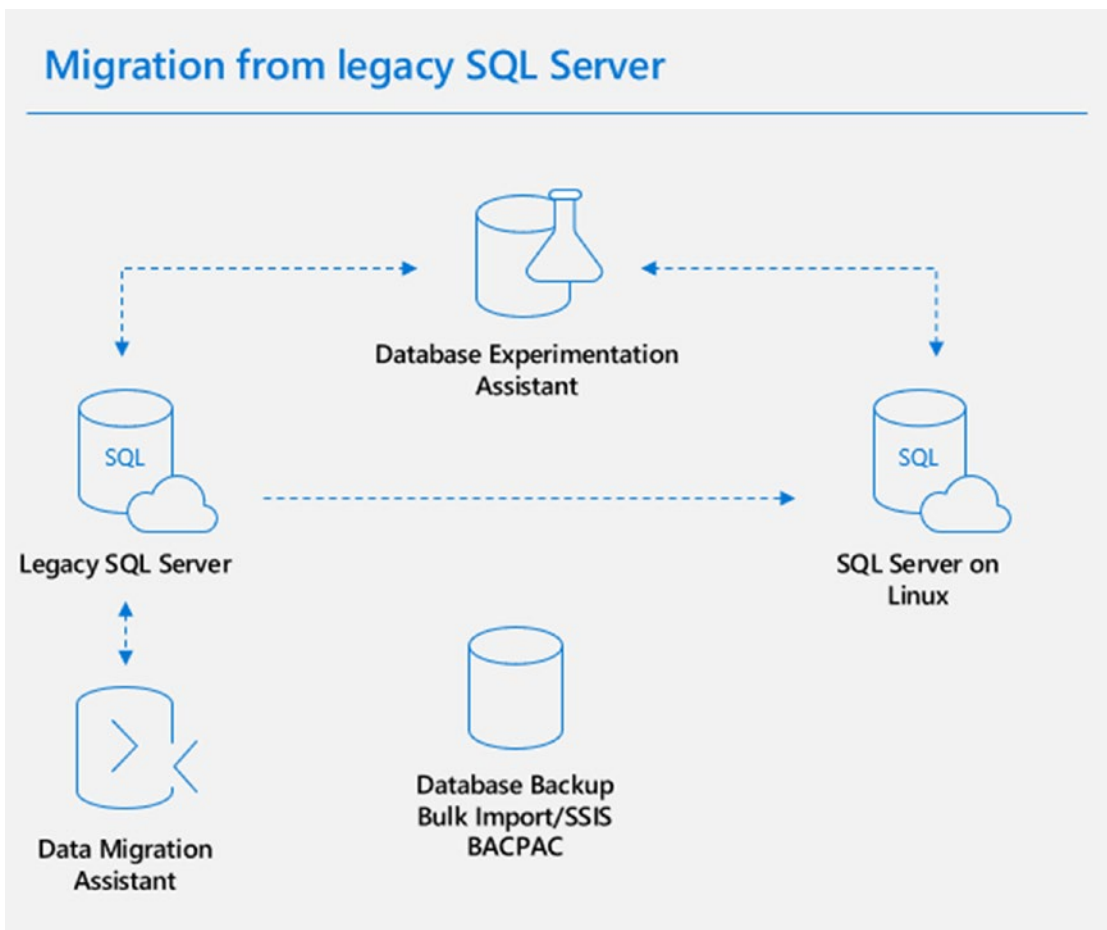 Migration from legacy SQL Server
Database Experimentation
Assistant
SQL
SQL
Legacy SQL Server
SQL Server on
Linux
Database Backup
Bulk Import/SSIS
BACPAC
Data Migration
Assistant